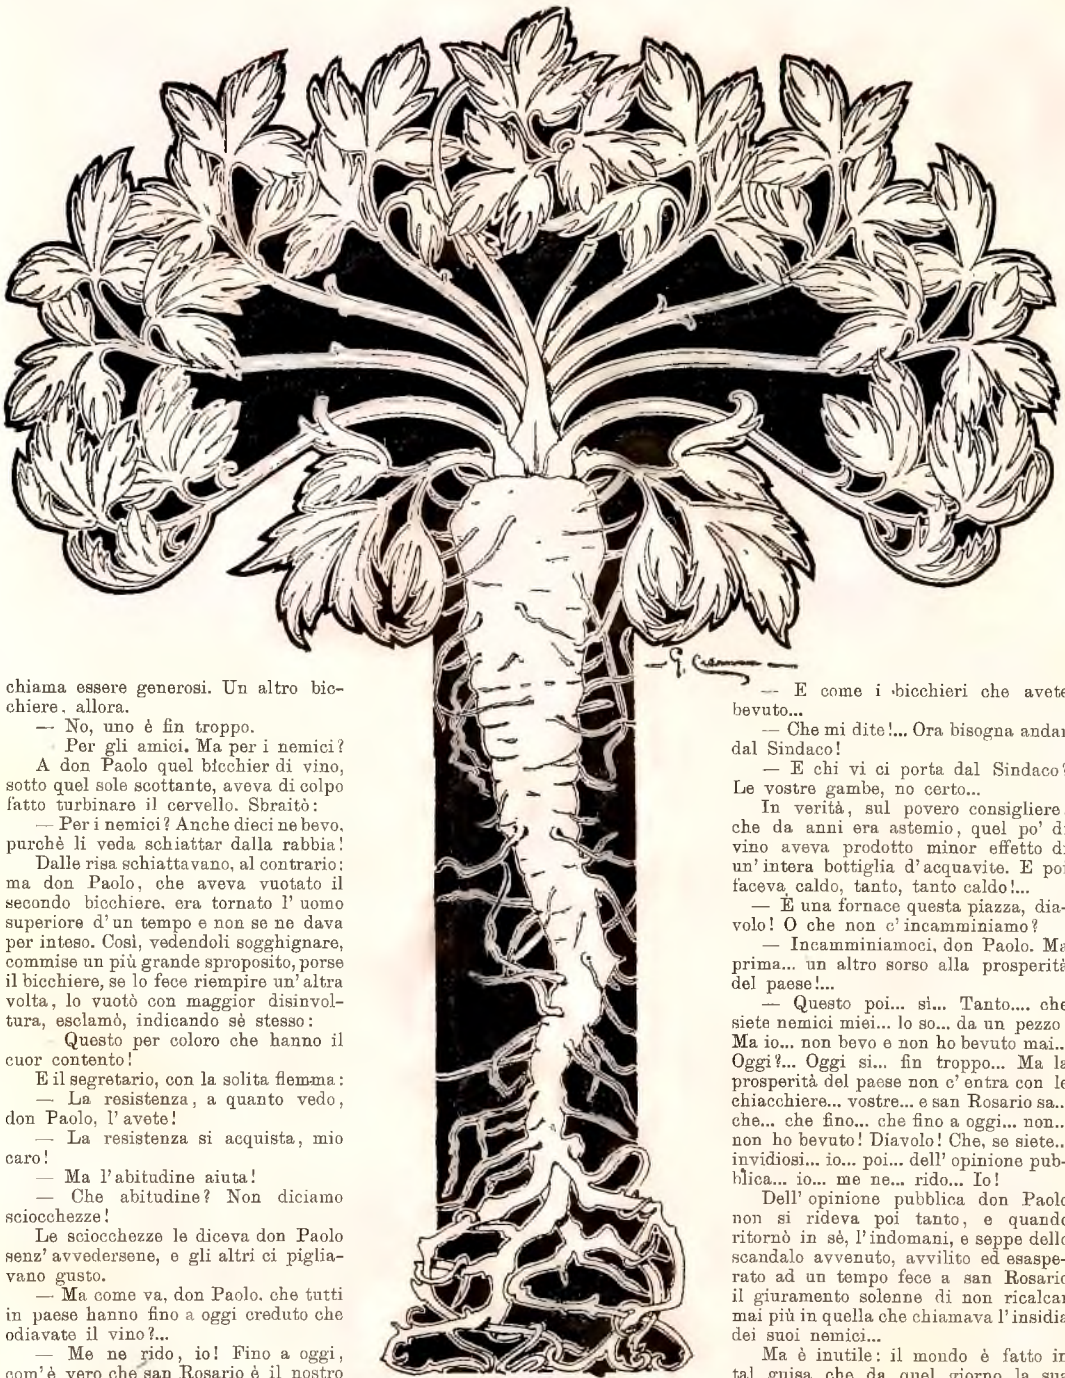 chiama essere generosi. Un altro bic-
chiere, allora.
— No, uno è fin troppo.
Per gli amici. Ma per i nemici?
A don Paolo quel bicchier di vino,
sotto quel sole scottante, aveva di colpo
fatto turbinare il cervello. Sbraitò:
— Per i nemici? Anche dieci ne bevo,
purchè li veda schiattar dalla rabbia!
Dalle risa schiattavano, al contrario:
ma don Paolo, che aveva vuotato il
secondo bicchiere, era tornato l'uomo
superiore d'un tempo e non se ne dava
per inteso. Così, vedendoli sogghignare,
commise un più grande sproposito, porse
il bicchiere, se lo fece riempire un'altra
volta, lo vuotò con maggior disinvol-
tura, esclamò, indicando sè stesso:
Questo per coloro che hanno il
cuor contento!
E il segretario, con la solita flemma:
— La resistenza, a quanto vedo,
don Paolo, l'avete!
— La resistenza si acquista, mio
caro!
— Ma l'abitudine aiuta!
— Che abitudine? Non diciamo
sciocchezze!
Le sciocchezze le diceva don Paolo
senz'avvedersene, e gli altri ci piglia-
vano gusto.
— Ma come va, don Paolo, che tutti
in paese hanno fino a oggi creduto che
odiavate il vino?...
— Me ne rido, io! Fino a oggi,
com'è vero che san Rosario è il nostro
G.
— E come i bicchieri che avete
bevuto...
— Che mi dite!... Ora bisogna andar
dal Sindaco!
— E chi vi ci porta dal Sindaco?
Le vostre gambe, no certo...
In verità, sul povero consigliere,
che da anni era astemio, quel po' di
vino aveva prodotto minor effetto di
un'intera bottiglia d'acquavite. E poi
faceva caldo, tanto, tanto caldo!...
— È una fornace questa piazza, dia-
volo! O che non c'incamminiamo?
— Incamminiamoci, don Paolo. Ma
prima... un altro sorso alla prosperità
del paese!...
— Questo poi... sì... Tanto.... che
siete nemici miei... lo so... da un pezzo
Ma io... non bevo e non ho bevuto mai...
Oggi?... Oggi si... fin troppo... Ma la
prosperità del paese non c'entra con le
chiacchiere... vostre... e san Rosario sa...
che... che fino... che fino a oggi... non...
non ho bevuto! Diavolo! Che, se siete...
invidiosi... io... poi... dell'opinione pub-
blica... io... me ne... rido... Io!
Dell'opinione pubblica don Paolo
non si rideva poi tanto, e quando
ritornò in sè, l'indomani, e seppe dello
scandalo avvenuto, avvilito ed esaspe-
rato ad un tempo fece a san Rosario
il giuramento solenne di non ricalcar
mai più in quella che chiamava l'insidia
dei suoi nemici...
Ma è inutile: il mondo è fatto in
tal guisa che da quel giorno la sua